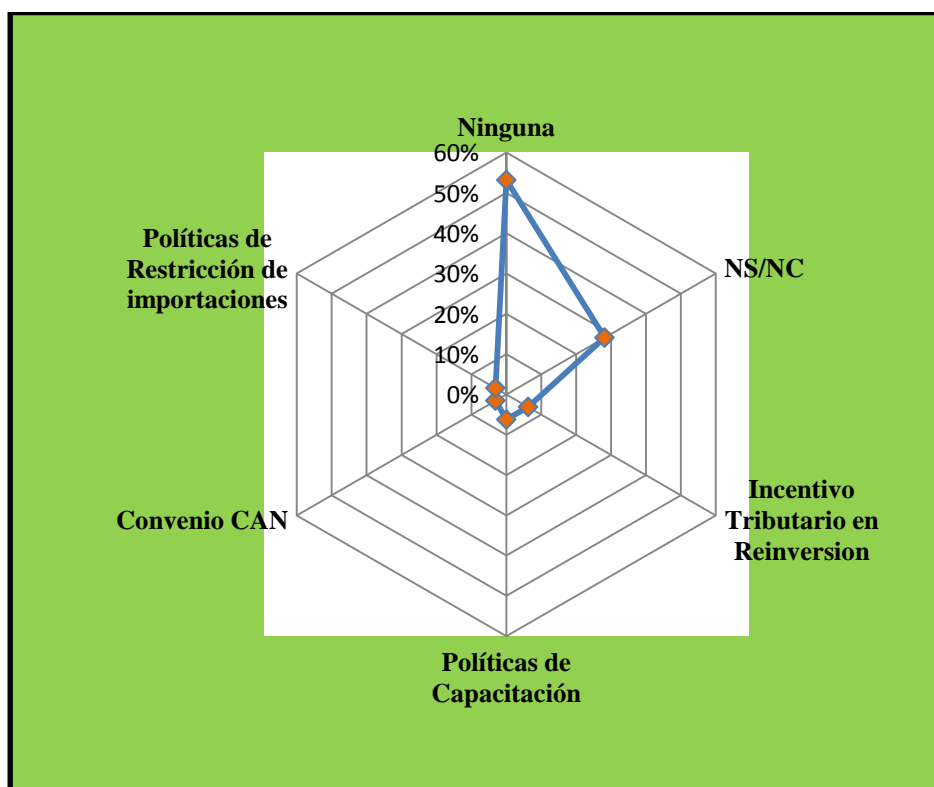 Ninguna
60%
50%
40%
30%
20%
10%
0%
NS/NC
Incentivo
Tributario en
Reinversion
Políticas de
Capacitación
Convenio CAN
Políticas de
Restricción de
importaciones